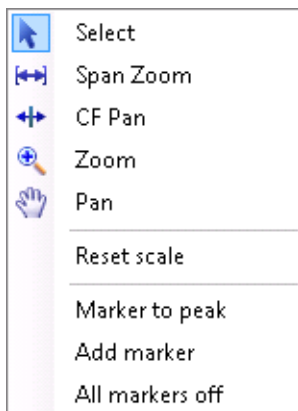 Select
Span Zoom
CF Pan
Zoom
Pan
Reset scale
Marker to peak
Add marker
All markers off